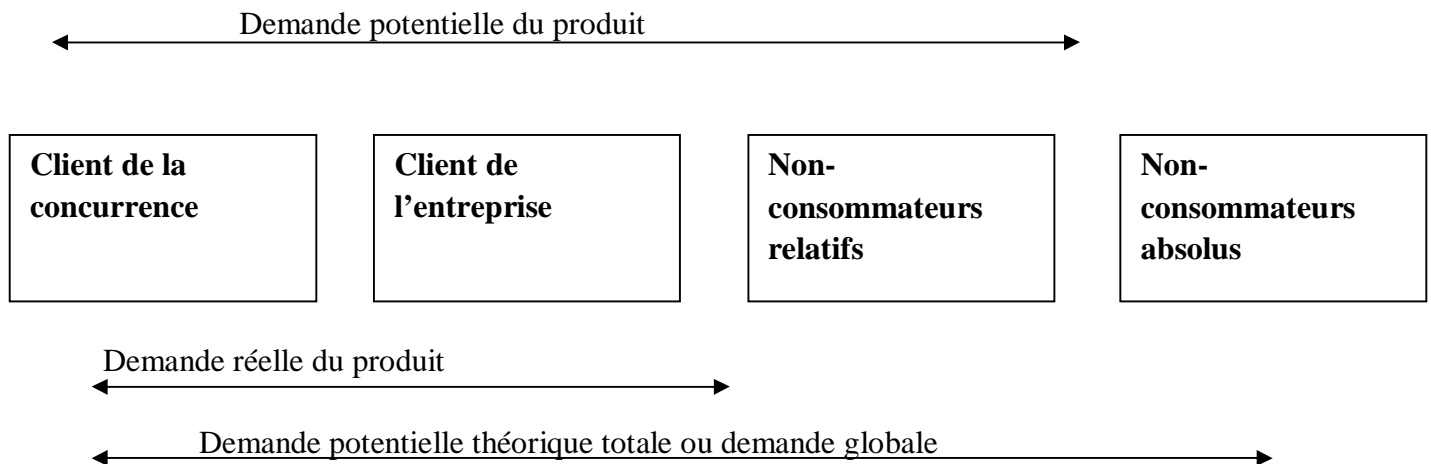 Demande potentielle du produit
Client de la
concurrence
Client de
l’entreprise
Non-
consommateurs
relatifs
Non-
consommateurs
absolus
Demande réelle du produit
Demande potentielle théorique totale ou demande globale